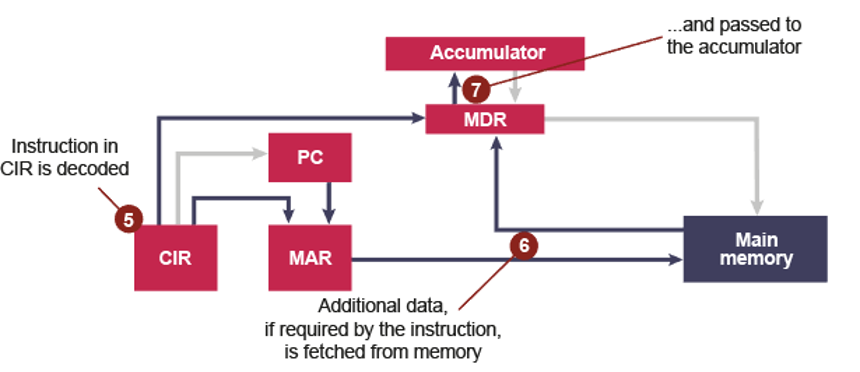 ...and passed to
the accumulator
Accumulator
7
MDR
Instruction in
CIR is decoded
PC
5
CIR
MAR
6
Main
memory
Additional data,
if required by the instruction,
is fetched from memory